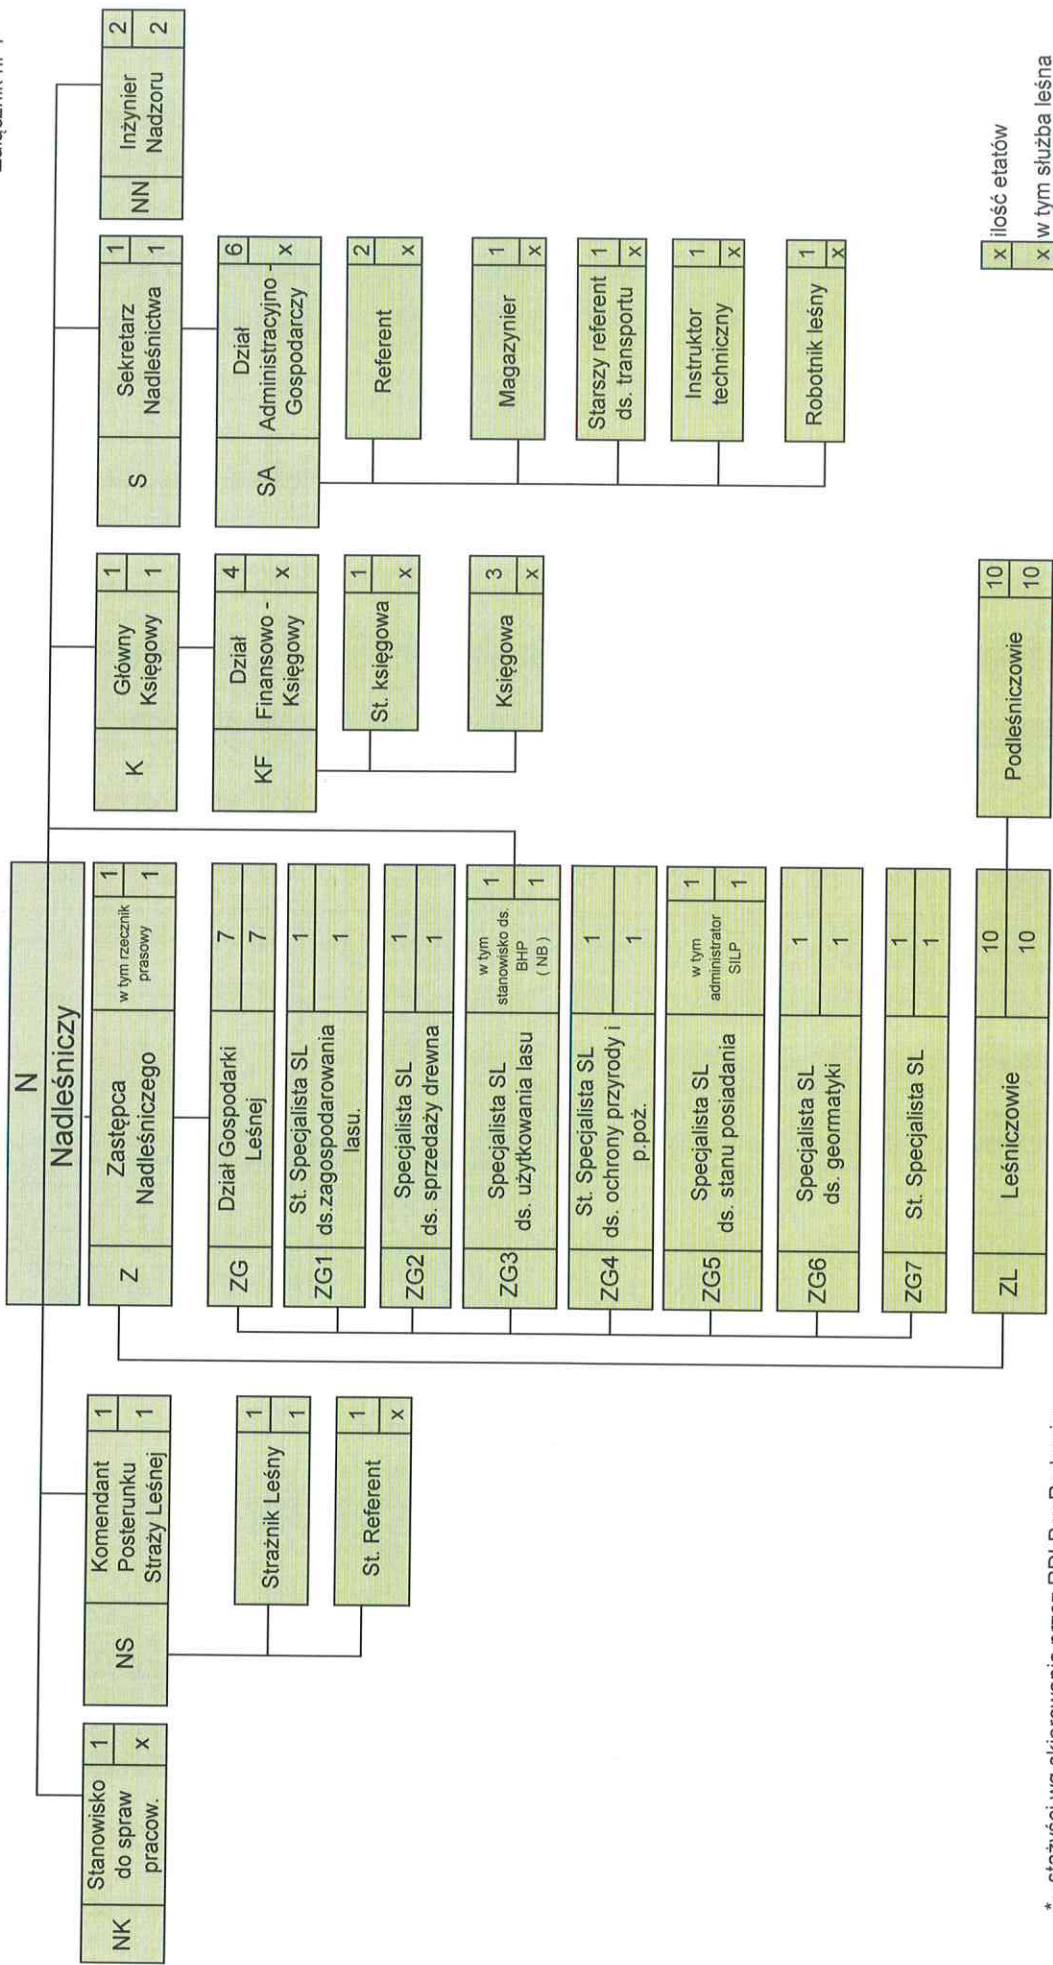 N
Nadleśniczy
NK
Stanowisko
do spraw
pracow.
1
x
NS
Komendant
Posterunku
Straży Leśnej
1
1
Strażnik Leśny
1
1
St. Referent
1
x
Z
Zastępca
Nadleśniczego
w tym rzecznik
prasowy
1
1
ZG
Dział Gospodarki
Leśnej
7
7
ZG1
St. Specjalista SL
ds.zagospodarowania
lasu.
1
1
ZG2
Specjalista SL
ds. sprzedaży drewna
1
1
ZG3
Specjalista SL
ds. użytkowania lasu
w tym
stanowisko ds.
BHP
( NB )
1
1
ZG4
St. Specjalista SL
ds. ochrony przyrody i
p.poż.
1
1
ZG5
Specjalista SL
ds. stanu posiadania
w tym
administrator
SILP
1
1
ZG6
Specjalista SL
ds. geormatyki
1
1
ZG7
St. Specjalista SL
1
1
ZL
Leśniczowie
10
10
Podleśniczowie
10
10
K
Główny
Księgowy
1
1
KF
Dział
Finansowo -
Księgowy
4
x
St. księgowa
1
x
Księgowa
3
x
S
Sekretarz
Nadleśnictwa
1
1
SA
Dział
Administracyjno -
Gospodarczy
6
x
Referent
2
x
Magazynier
1
x
Starszy referent
ds. transportu
1
x
Instruktor
techniczny
1
x
Robotnik leśny
1
x
NN
Inżynier
Nadzoru
2
2
x ilość etatów
x w tym służba leśna